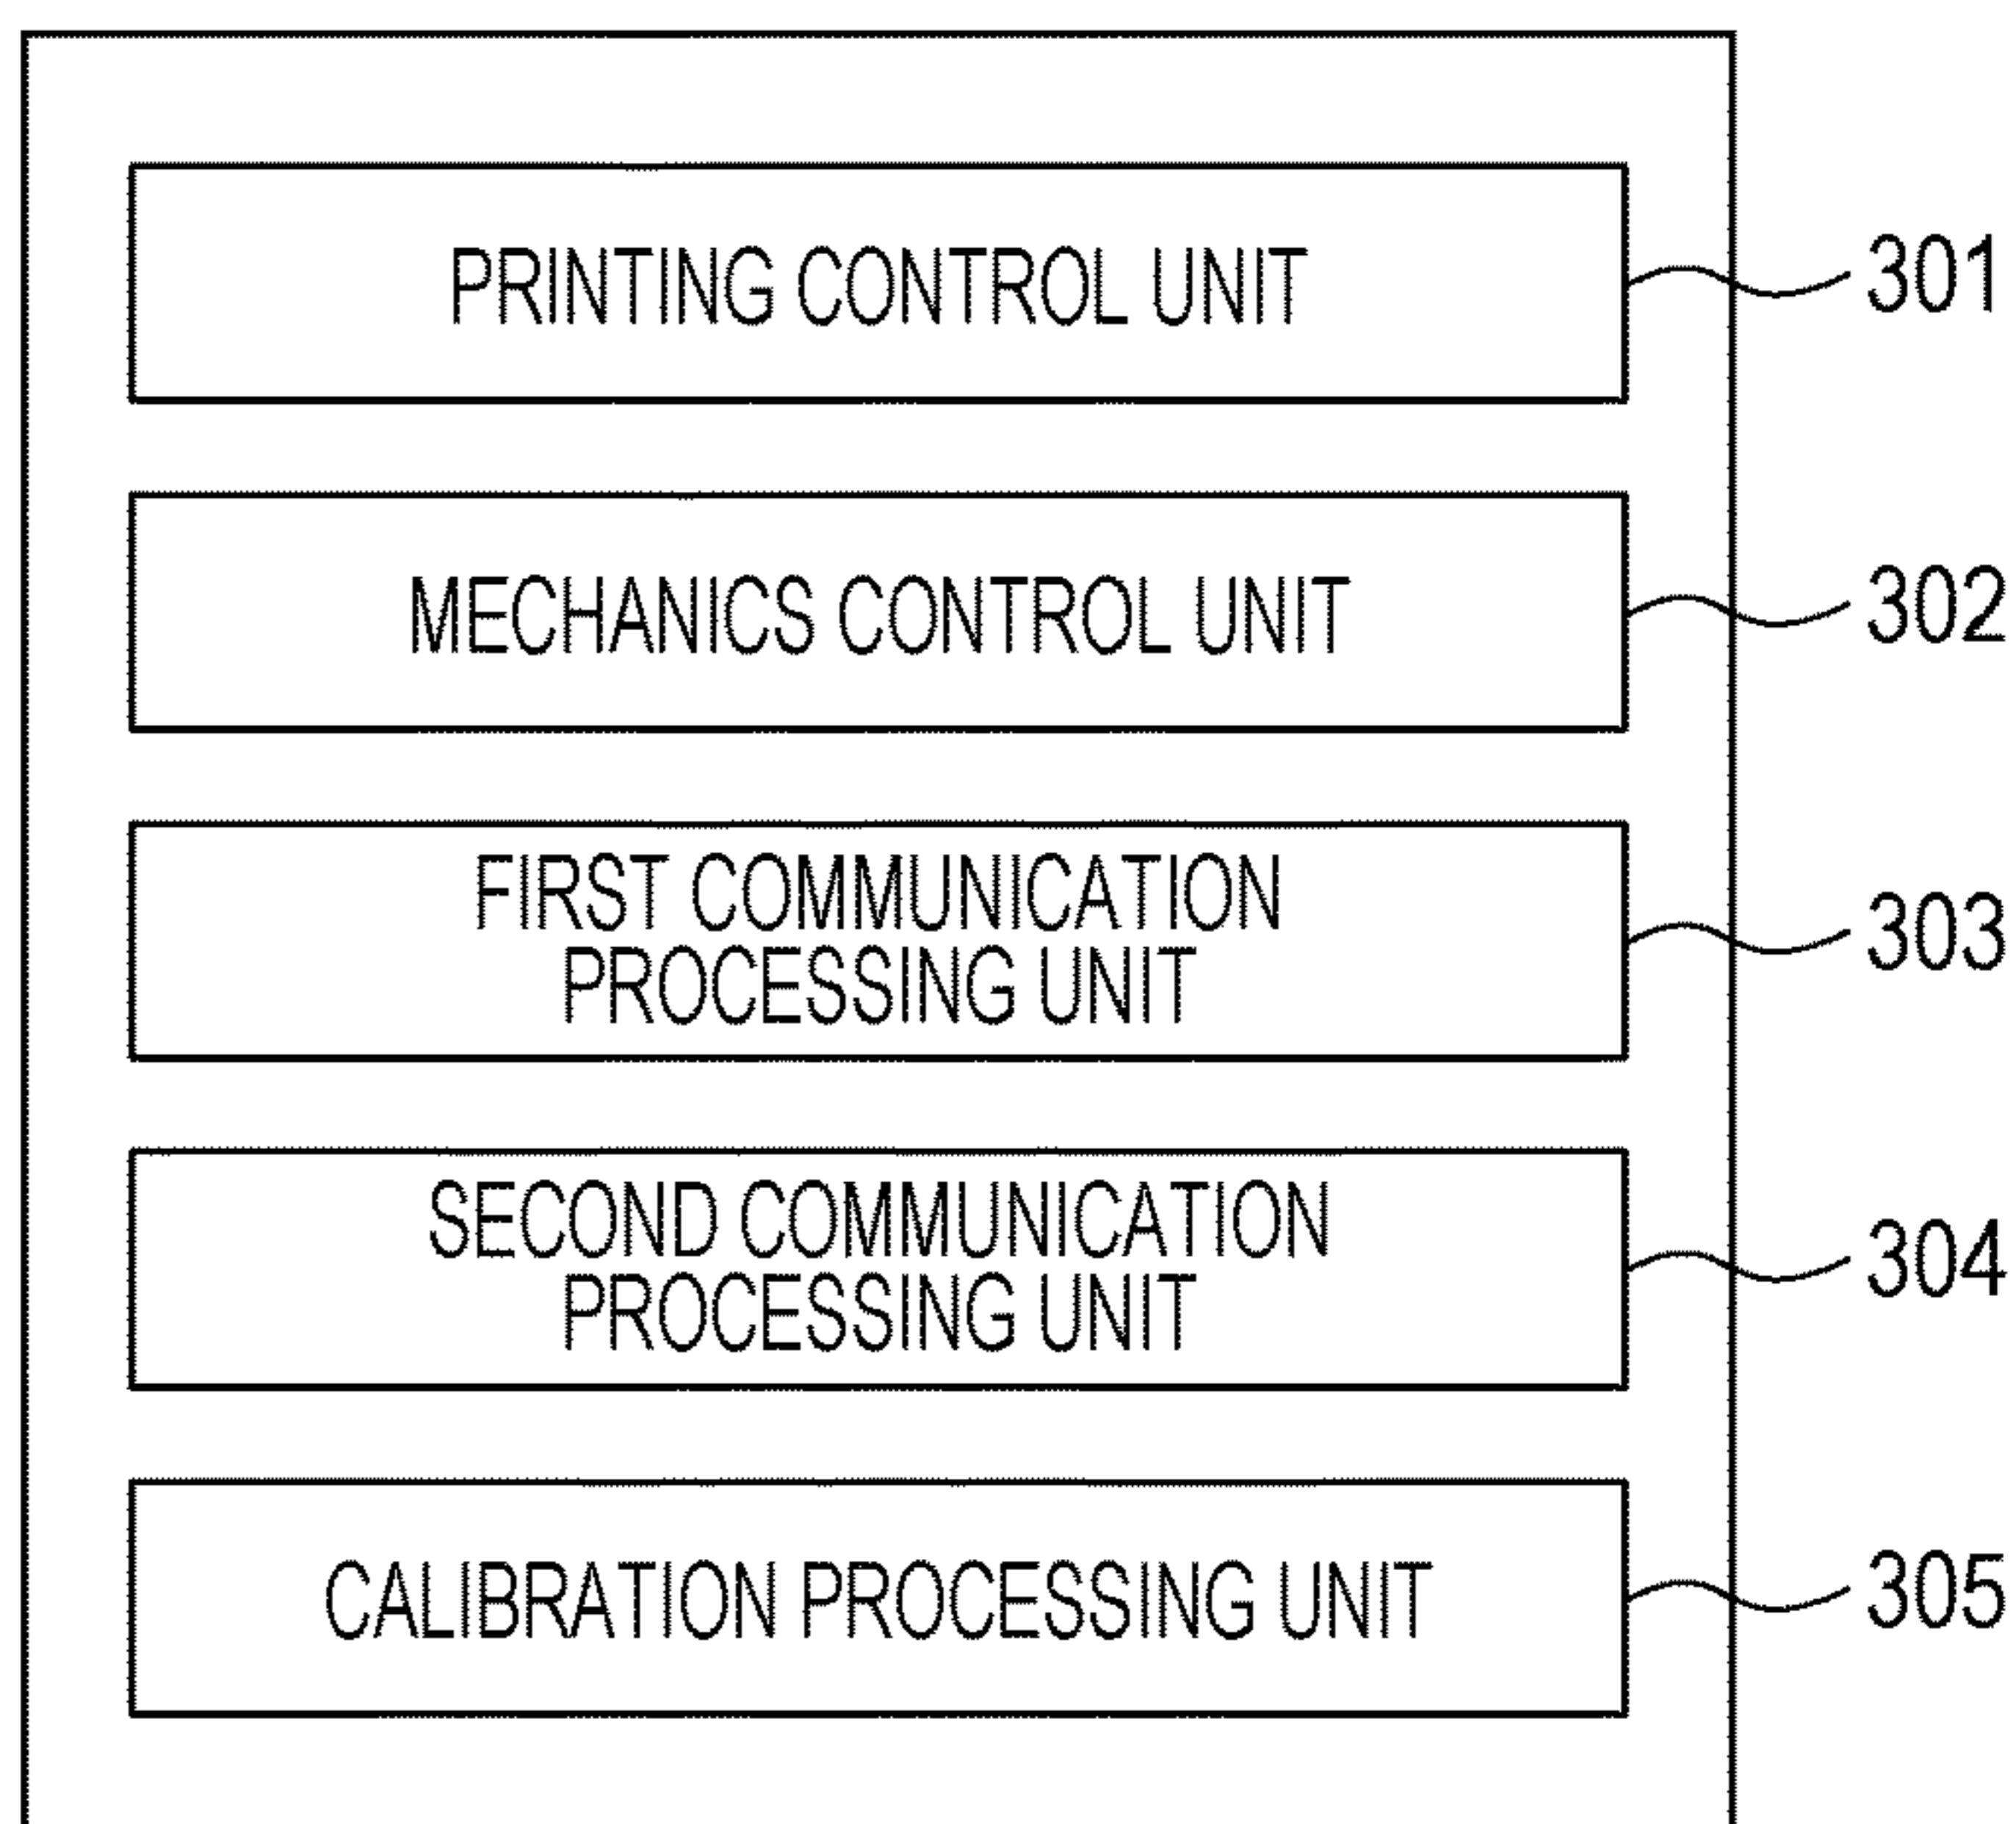 PRINTING CONTROL UNIT 301
MECHANICS CONTROL UNIT 302
FIRST COMMUNICATION
PROCESSING UNIT 303
SECOND COMMUNICATION
PROCESSING UNIT 304
CALIBRATION PROCESSING UNIT 305